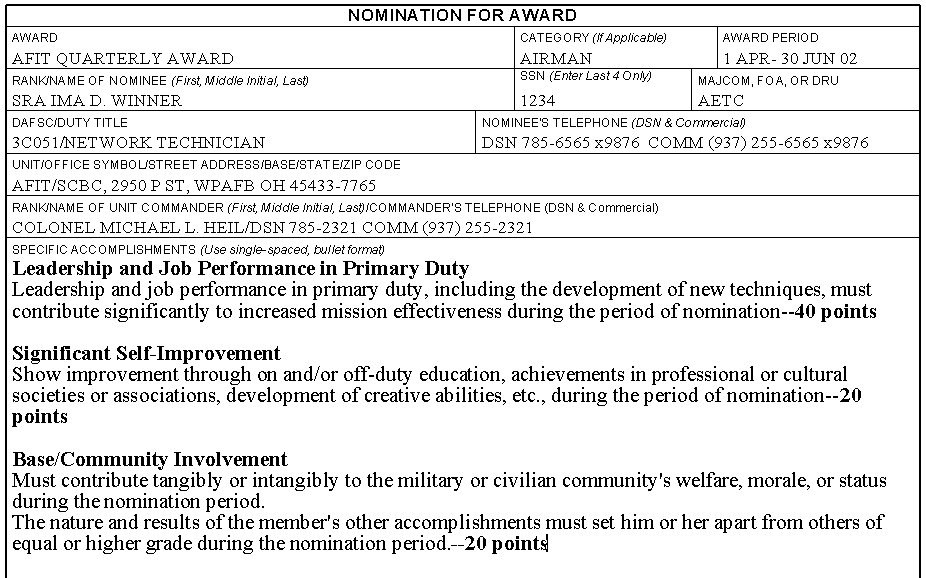 NOMINATION FOR AWARD
AWARD
AFIT QUARTERLY AWARD
CATEGORY (If Applicable)
AIRMAN
AWARD PERIOD
1 APR- 30 JUN 02
RANK/NAME OF NOMINEE (First, Middle Initial, Last)
SRA IMA D. WINNER
SSN (Enter Last 4 Only)
1234
MAJCOM, FOA, OR DRU
AETC
DAFSC/DUTY TITLE
3C051/NETWORK TECHNICIAN
NOMINEE'S TELEPHONE (DSN & Commercial)
DSN 785-6565 x9876 COMM (937) 255-6565 x9876
UNIT/OFFICE SYMBOL/STREET ADDRESS/BASE/STATE/ZIP CODE
AFIT/SCBC, 2950 P ST, WPAFB OH 45433-7765
RANK/NAME OF UNIT COMMANDER (First, Middle Initial, Last)/COMMANDER'S TELEPHONE (DSN & Commercial)
COLONEL MICHAEL L. HEIL/DSN 785-2321 COMM (937) 255-2321
SPECIFIC ACCOMPLISHMENTS (Use single-spaced, bullet format)
Leadership and Job Performance in Primary Duty
Leadership and job performance in primary duty, including the development of new techniques, must
contribute significantly to increased mission effectiveness during the period of nomination--40 points
Significant Self-Improvement
Show improvement through on and/or off-duty education, achievements in professional or cultural
societies or associations, development of creative abilities, etc., during the period of nomination--20
points
Base/Community Involvement
Must contribute tangibly or intangibly to the military or civilian community's welfare, morale, or status
during the nomination period.
The nature and results of the member's other accomplishments must set him or her apart from others of
equal or higher grade during the nomination period.--20 points